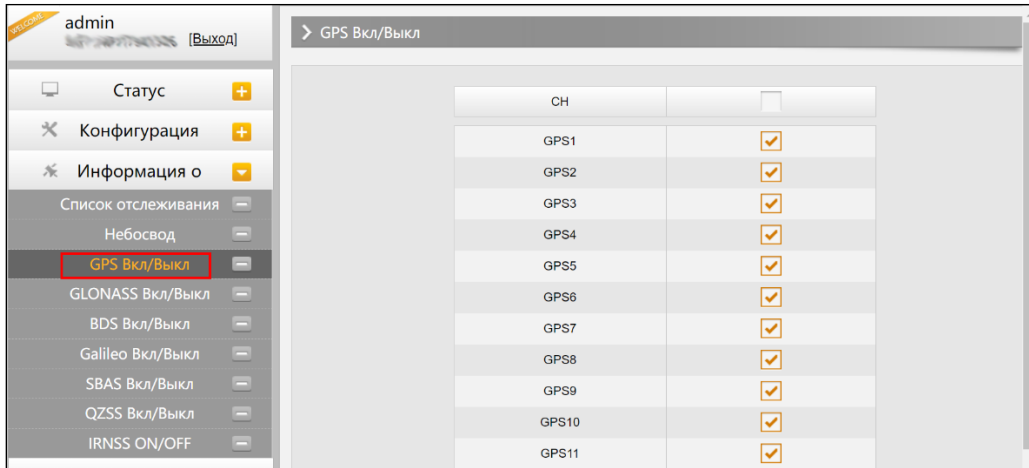 WELCOME
admin
[Выход]
Статус
Конфигурация
Информация о
Список отслеживания
Небосвод
GPS Вкл/Выкл
GLONASS Вкл/Выкл
BDS Вкл/Выкл
Galileo Вкл/Выкл
SBAS Вкл/Выкл
QZSS Вкл/Выкл
IRNSS ON/OFF
GPS Вкл/Выкл
CH
GPS1
GPS2
GPS3
GPS4
GPS5
GPS6
GPS7
GPS8
GPS9
GPS10
GPS11